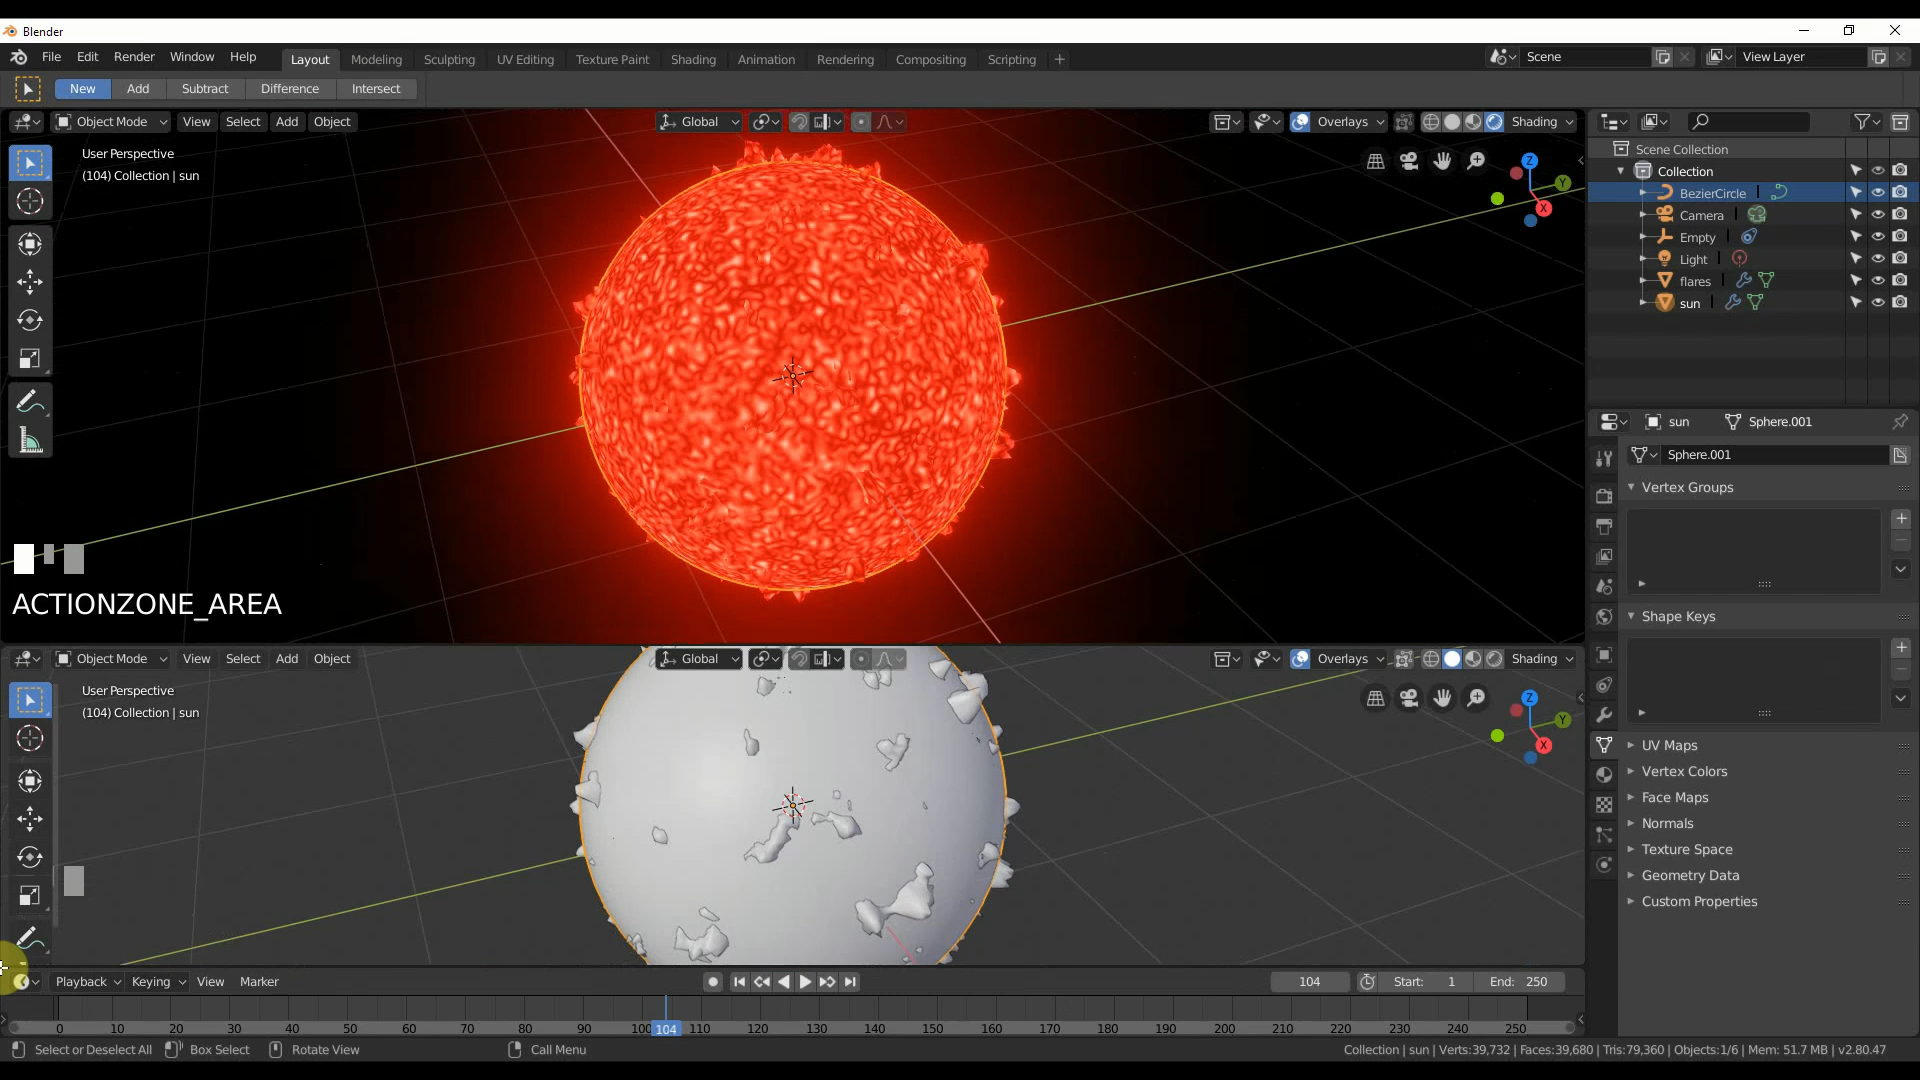 Blender
File Edit Render Window Help Layout Modeling Sculpting UV Editing Texture Paint Shading Animation Rendering Compositing Scripting + Scene View Layer
New Add Subtract Difference Intersect
Object Mode View Select Add Object Global Overlays Shading
User Perspective
(104) Collection | sun
Z
Y
X
ACTIONZONE_AREA
Object Mode View Select Add Object Global Overlays Shading
User Perspective
(104) Collection | sun
Z
Y
X
Playback Keying View Marker 104 Start: 1 End: 250
0 10 20 30 40 50 60 70 80 90 100 104 110 120 130 140 150 160 170 180 190 200 210 220 230 240 250
Select or Deselect All Box Select Rotate View Call Menu Collection | sun | Verts:39,732 | Faces:39,680 | Tris:79,360 | Objects:1/6 | Mem: 51.7 MB | v2.80.47
Scene Collection
Collection
BezierCircle
Camera
Empty
Light
flares
sun
sun Sphere.001
Sphere.001
Vertex Groups
Shape Keys
UV Maps
Vertex Colors
Face Maps
Normals
Texture Space
Geometry Data
Custom Properties